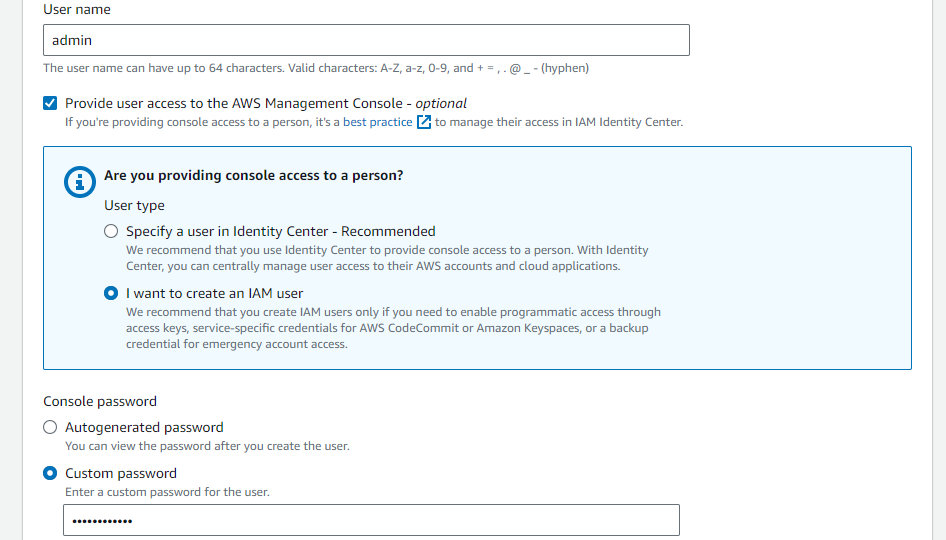 User name
admin
The user name can have up to 64 characters. Valid characters: A-Z, a-z, 0-9, and + = , . @ _ - (hyphen)
Provide user access to the AWS Management Console - optional
If you're providing console access to a person, it's a best practice to manage their access in IAM Identity Center.
Are you providing console access to a person?
User type
Specify a user in Identity Center - Recommended
We recommend that you use Identity Center to provide console access to a person. With Identity
Center, you can centrally manage user access to their AWS accounts and cloud applications.
I want to create an IAM user
We recommend that you create IAM users only if you need to enable programmatic access through
access keys, service-specific credentials for AWS CodeCommit or Amazon Keyspaces, or a backup
credential for emergency account access.
Console password
Autogenerated password
You can view the password after you create the user.
Custom password
Enter a custom password for the user.
••••••••••••